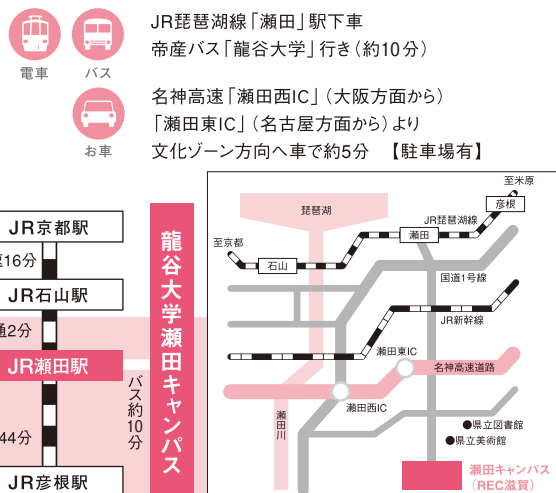 電車
バス
JR琵琶湖線「瀬田」駅下車
帝産バス「龍谷大学」行き（約10分）
お車
名神高速「瀬田西IC」（大阪方面から）
「瀬田東IC」（名古屋方面から）より
文化ゾーン方向へ車で約5分　【駐車場有】
JR京都駅
16分
JR石山駅
2分
JR瀬田駅
44分
JR彦根駅
バス約10分
龍谷大学瀬田キャンパス
至米原
彦根
琵琶湖
JR琵琶湖線
瀬田
至京都
石山
国道1号線
JR新幹線
瀬田東IC
名神高速道路
瀬田西IC
瀬田川
●県立図書館
●県立美術館
瀬田キャンパス
（REC滋賀）